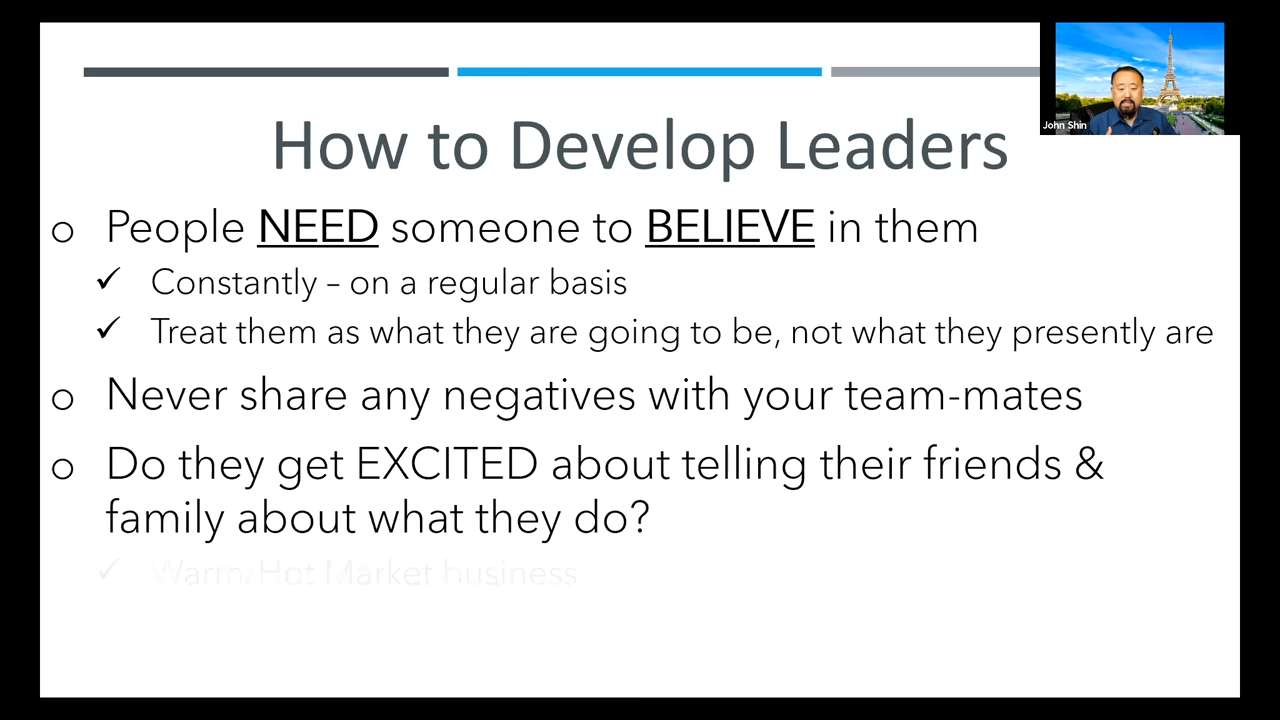 John Shin
How to Develop Leaders
o People NEED someone to BELIEVE in them
✓ Constantly – on a regular basis
✓ Treat them as what they are going to be, not what they presently are
o Never share any negatives with your team-mates
o Do they get EXCITED about telling their friends &
family about what they do?
✓ Warm/Hot Market business